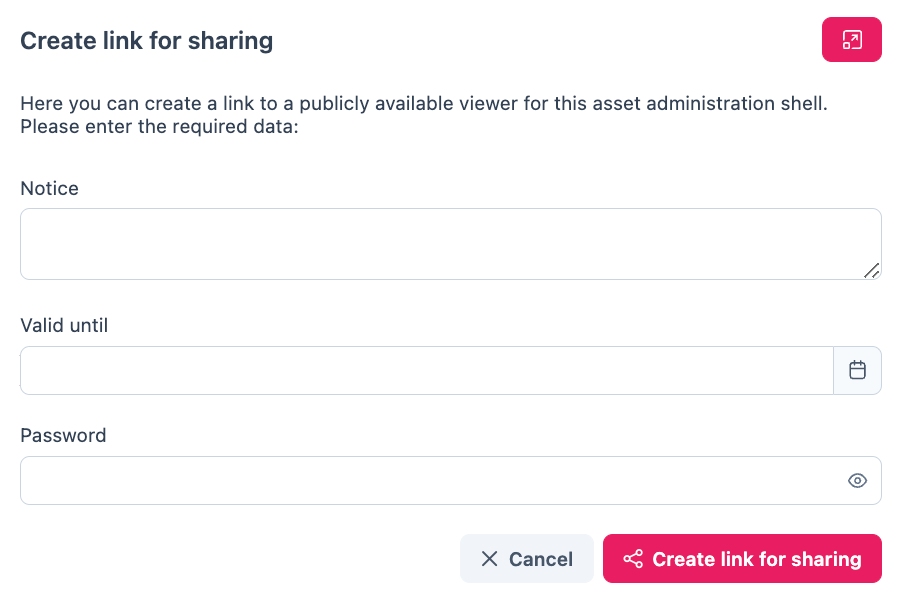 Create link for sharing
Here you can create a link to a publicly available viewer for this asset administration shell.
Please enter the required data:
Notice
Valid until
Password
Cancel
Create link for sharing